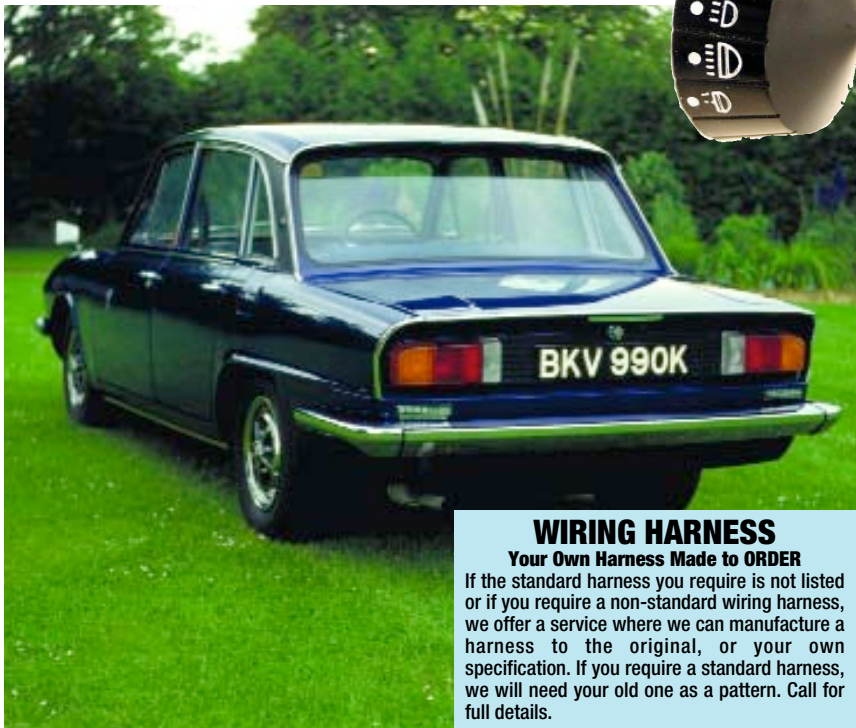 BKV 990K
WIRING HARNESS
Your Own Harness Made to ORDER
If the standard harness you require is not listed
or if you require a non-standard wiring harness,
we offer a service where we can manufacture a
harness to the original, or your own
specification. If you require a standard harness,
we will need your old one as a pattern. Call for
full details.